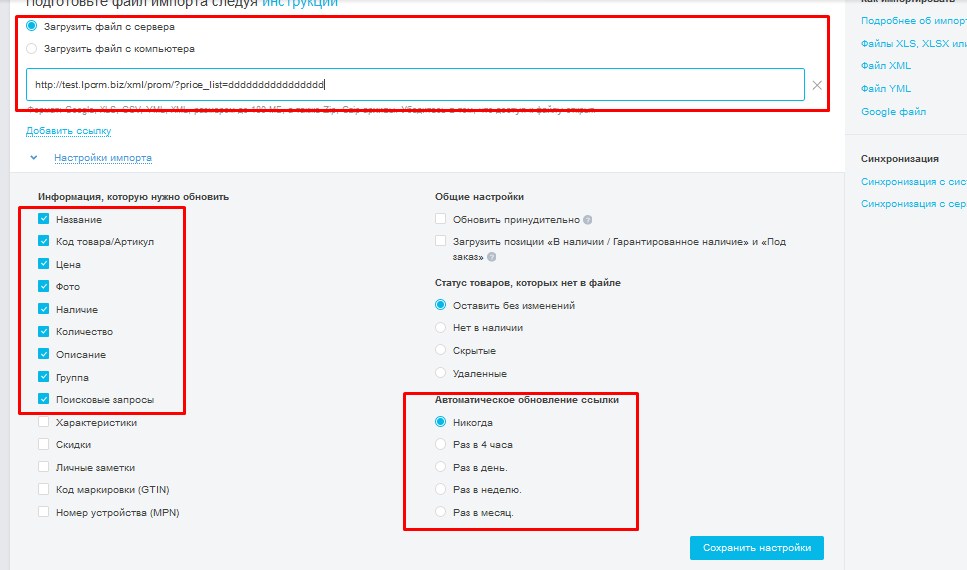 Подготовьте файл импорта следуя инструкции
Загрузить файл с сервера
Загрузить файл с компьютера
http://test.lpcrm.biz/xml/prom/?price_list=dddddddddddddddd
Добавить ссылку
Настройки импорта
Информация, которую нужно обновить
Название
Код товара/Артикул
Цена
Фото
Наличие
Количество
Описание
Группа
Поисковые запросы
Характеристики
Скидки
Личные заметки
Код маркировки (GTIN)
Номер устройства (MPN)
Общие настройки
Обновить принудительно
Загрузить позиции «В наличии / Гарантированное наличие» и «Под
заказ»
Статус товаров, которых нет в файле
Оставить без изменений
Нет в наличии
Скрытые
Удаленные
Автоматическое обновление ссылки
Никогда
Раз в 4 часа
Раз в день.
Раз в неделю.
Раз в месяц.
Сохранить настройки
Как импортировать
Подробнее об импорт
Файлы XLS, XLSX или
Файл XML
Файл YML
Google файл
Синхронизация
Синхронизация с сис
Синхронизация с сер